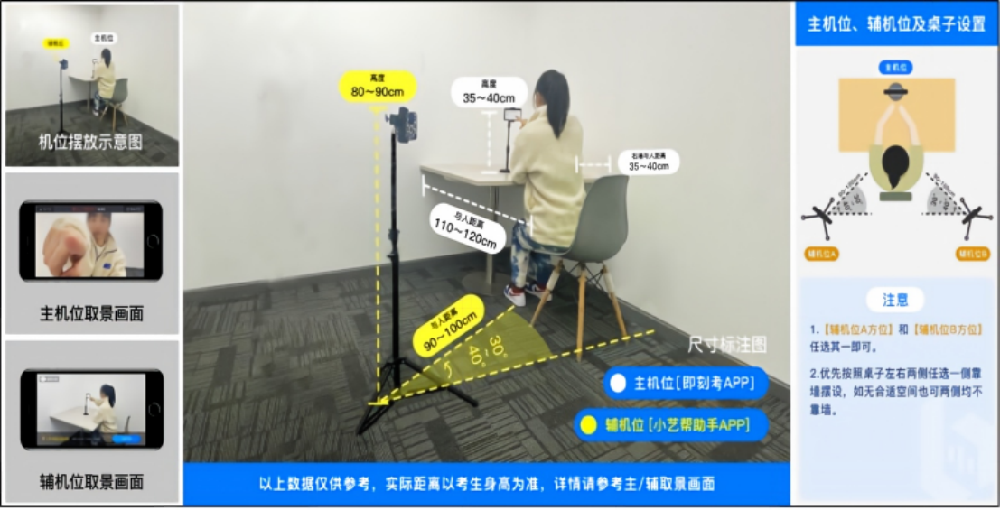 辅机位
主机位
机位摆放示意图
主机位取景画面
辅机位取景画面
高度
80~90cm
高度
35~40cm
右墙与人距离
35~40cm
与人距离
110~120cm
与人距离
90~100cm
30°
40°
尺寸标注图
主机位[即刻考APP]
辅机位[小艺帮助手APP]
以上数据仅供参考，实际距离以考生身高为准，详情请参考主/辅取景画面
主机位、辅机位及桌子设置
主机位
辅机位A
辅机位B
注意
1.【辅机位A方位】和【辅机位B方位】
任选其一即可。
2.优先按照桌子左右两侧任选一侧靠
墙摆设，如无合适空间也可两侧均不
靠墙。